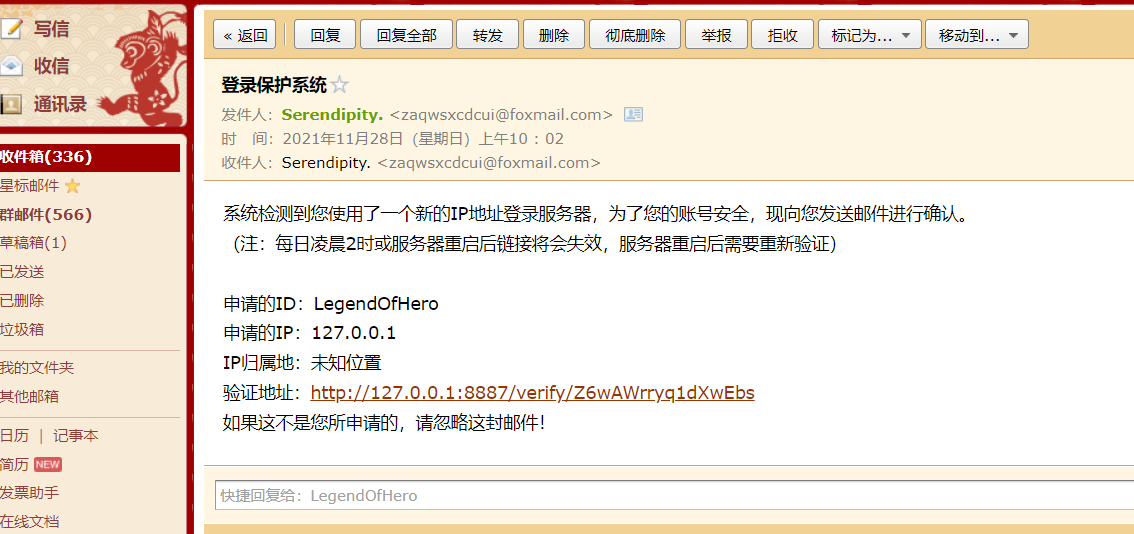 写信
收信
通讯录
收件箱(336)
星标邮件
群邮件(566)
草稿箱(1)
已发送
已删除
垃圾箱
我的文件夹
其他邮箱
日历 | 记事本
简历 NEW
发票助手
在线文档
« 返回 回复 回复全部 转发 删除 彻底删除 举报 拒收 标记为... 移动到...
登录保护系统
发件人：Serendipity. <zaqwsxcdcui@foxmail.com>
时 间：2021年11月28日（星期日）上午10：02
收件人：Serendipity. <zaqwsxcdcui@foxmail.com>
系统检测到您使用了一个新的IP地址登录服务器，为了您的账号安全，现向您发送邮件进行确认。
（注：每日凌晨2时或服务器重启后链接将会失效，服务器重启后需要重新验证）
申请的ID：LegendOfHero
申请的IP：127.0.0.1
IP归属地：未知位置
验证地址：http://127.0.0.1:8887/verify/Z6wAWrryq1dXwEbs
如果这不是您所申请的，请忽略这封邮件！
快捷回复给：LegendOfHero